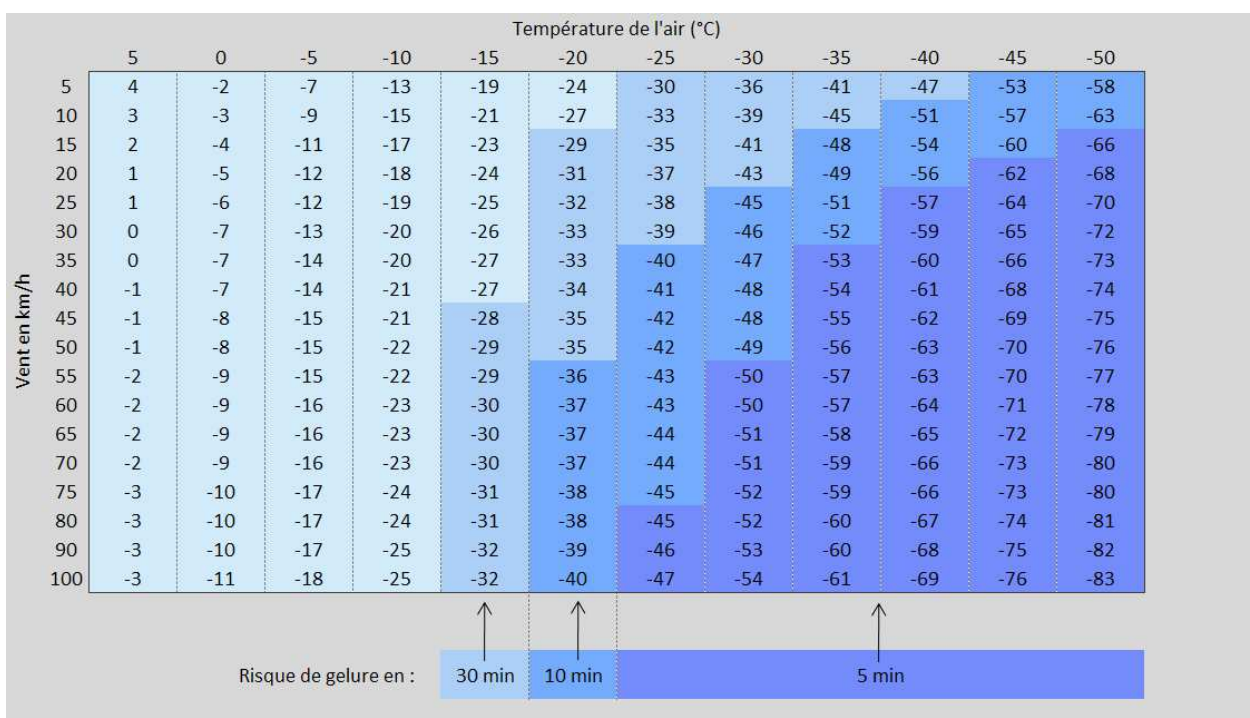 Température de l'air (°C)
5 0 -5 -10 -15 -20 -25 -30 -35 -40 -45 -50
5 4 -2 -7 -13 -19 -24 -30 -36 -41 -47 -53 -58
10 3 -3 -9 -15 -21 -27 -33 -39 -45 -51 -57 -63
15 2 -4 -11 -17 -23 -29 -35 -41 -48 -54 -60 -66
20 1 -5 -12 -18 -24 -31 -37 -43 -49 -56 -62 -68
25 1 -6 -12 -19 -25 -32 -38 -45 -51 -57 -64 -70
30 0 -7 -13 -20 -26 -33 -39 -46 -52 -59 -65 -72
35 0 -7 -14 -20 -27 -33 -40 -47 -53 -60 -66 -73
40 -1 -7 -14 -21 -27 -34 -41 -48 -54 -61 -68 -74
45 -1 -8 -15 -21 -28 -35 -42 -48 -55 -62 -69 -75
50 -1 -8 -15 -22 -29 -35 -42 -49 -56 -63 -70 -76
55 -2 -9 -15 -22 -29 -36 -43 -50 -57 -63 -70 -77
60 -2 -9 -16 -23 -30 -37 -43 -50 -57 -64 -71 -78
65 -2 -9 -16 -23 -30 -37 -44 -51 -58 -65 -72 -79
70 -2 -9 -16 -23 -30 -37 -44 -51 -59 -66 -73 -80
75 -3 -10 -17 -24 -31 -38 -45 -52 -59 -66 -73 -80
80 -3 -10 -17 -24 -31 -38 -45 -52 -60 -67 -74 -81
90 -3 -10 -17 -25 -32 -39 -46 -53 -60 -68 -75 -82
100 -3 -11 -18 -25 -32 -40 -47 -54 -61 -69 -76 -83
Vent en km/h
Risque de gelure en : 30 min 10 min 5 min